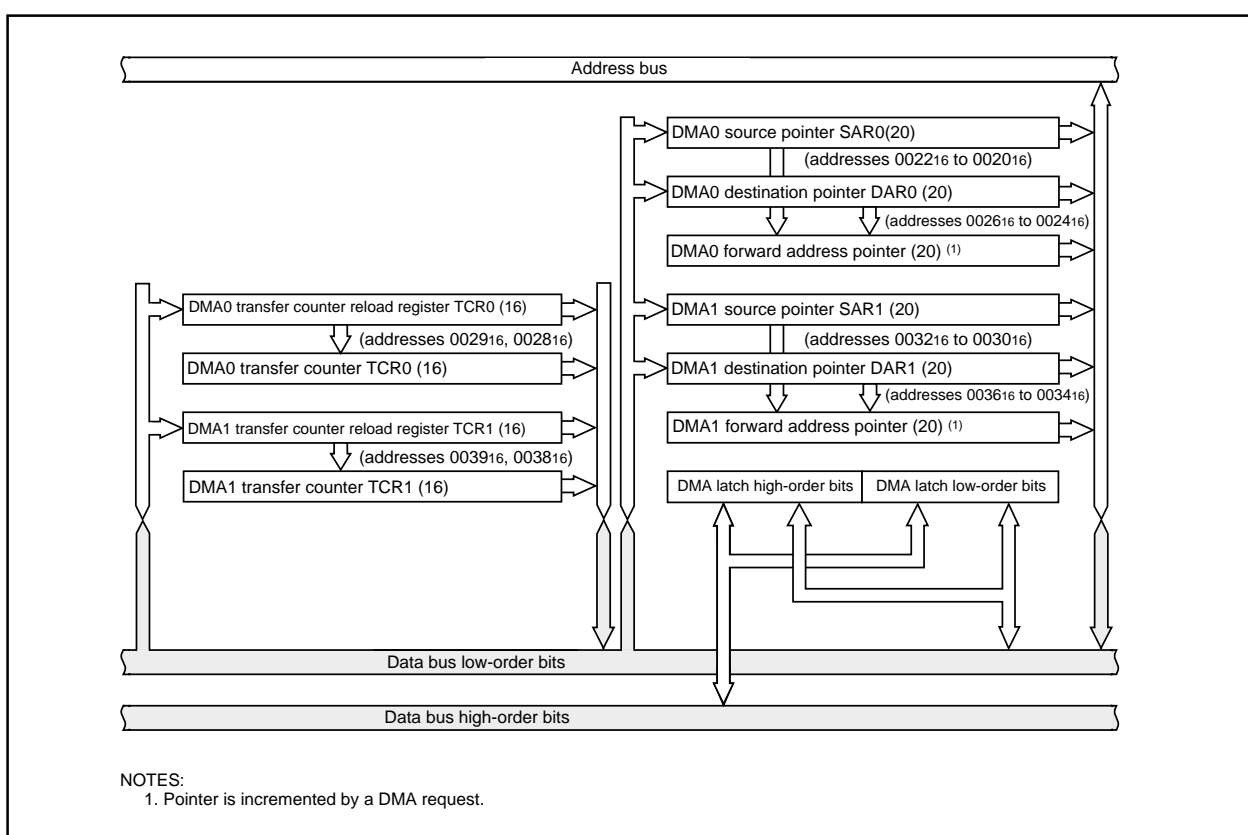 Address bus
DMA0 source pointer SAR0(20)
(addresses 002216 to 002016)
DMA0 destination pointer DAR0 (20)
(addresses 002616 to 002416)
DMA0 forward address pointer (20) (1)
DMA0 transfer counter reload register TCR0 (16)
(addresses 002916, 002816)
DMA0 transfer counter TCR0 (16)
DMA1 transfer counter reload register TCR1 (16)
(addresses 003916, 003816)
DMA1 transfer counter TCR1 (16)
DMA1 source pointer SAR1 (20)
(addresses 003216 to 003016)
DMA1 destination pointer DAR1 (20)
(addresses 003616 to 003416)
DMA1 forward address pointer (20) (1)
DMA latch high-order bits DMA latch low-order bits
Data bus low-order bits
Data bus high-order bits
NOTES:
1. Pointer is incremented by a DMA request.